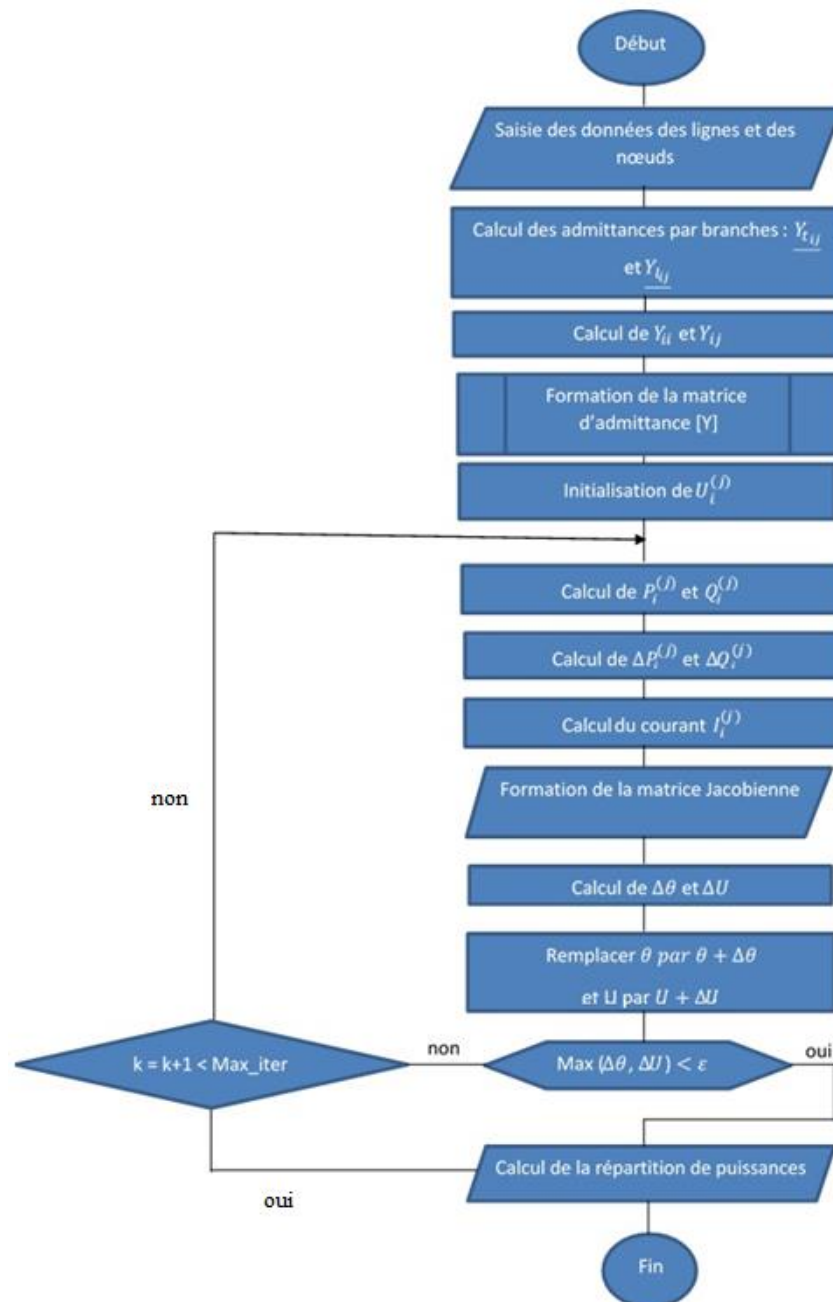 Début
Saisie des données des lignes et des
nœuds
Calcul des admittances par branches : Y_{t_{ij}}
et Y_{l_{ij}}
Calcul de Y_{ii} et Y_{ij}
Formation de la matrice
d'admittance [Y]
Initialisation de U_i^{(j)}
Calcul de P_i^{(j)} et Q_i^{(j)}
Calcul de ΔP_i^{(j)} et ΔQ_i^{(j)}
Calcul du courant I_i^{(j)}
non
Formation de la matrice Jacobienne
Calcul de Δθ et ΔU
Remplacer θ par θ + Δθ
et U par U + ΔU
k = k+1 < Max_iter
non
Max (Δθ, ΔU) < ε
oui
Calcul de la répartition de puissances
oui
Fin